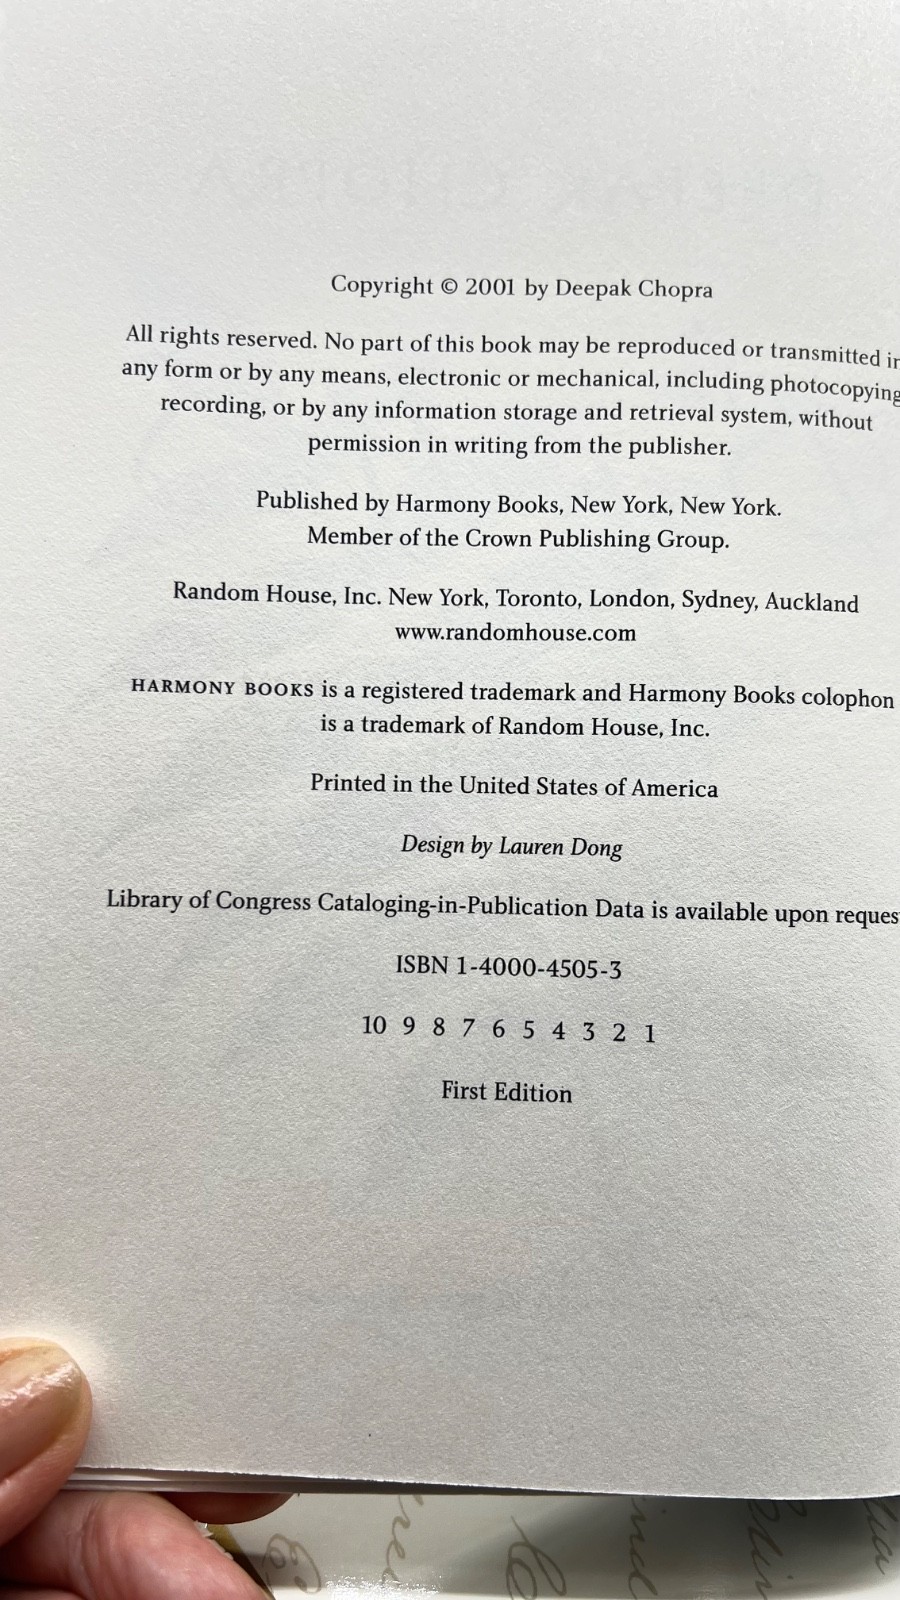 Copyright © 2001 by Deepak Chopra
All rights reserved. No part of this book may be reproduced or transmitted in
any form or by any means, electronic or mechanical, including photocopying
recording, or by any information storage and retrieval system, without
permission in writing from the publisher.
Published by Harmony Books, New York, New York.
Member of the Crown Publishing Group.
Random House, Inc. New York, Toronto, London, Sydney, Auckland
www.randomhouse.com
HARMONY BOOKS is a registered trademark and Harmony Books colophon
is a trademark of Random House, Inc.
Printed in the United States of America
Design by Lauren Dong
Library of Congress Cataloging-in-Publication Data is available upon reques
ISBN 1-4000-4505-3
10 9 8 7 6 5 4 3 2 1
First Edition